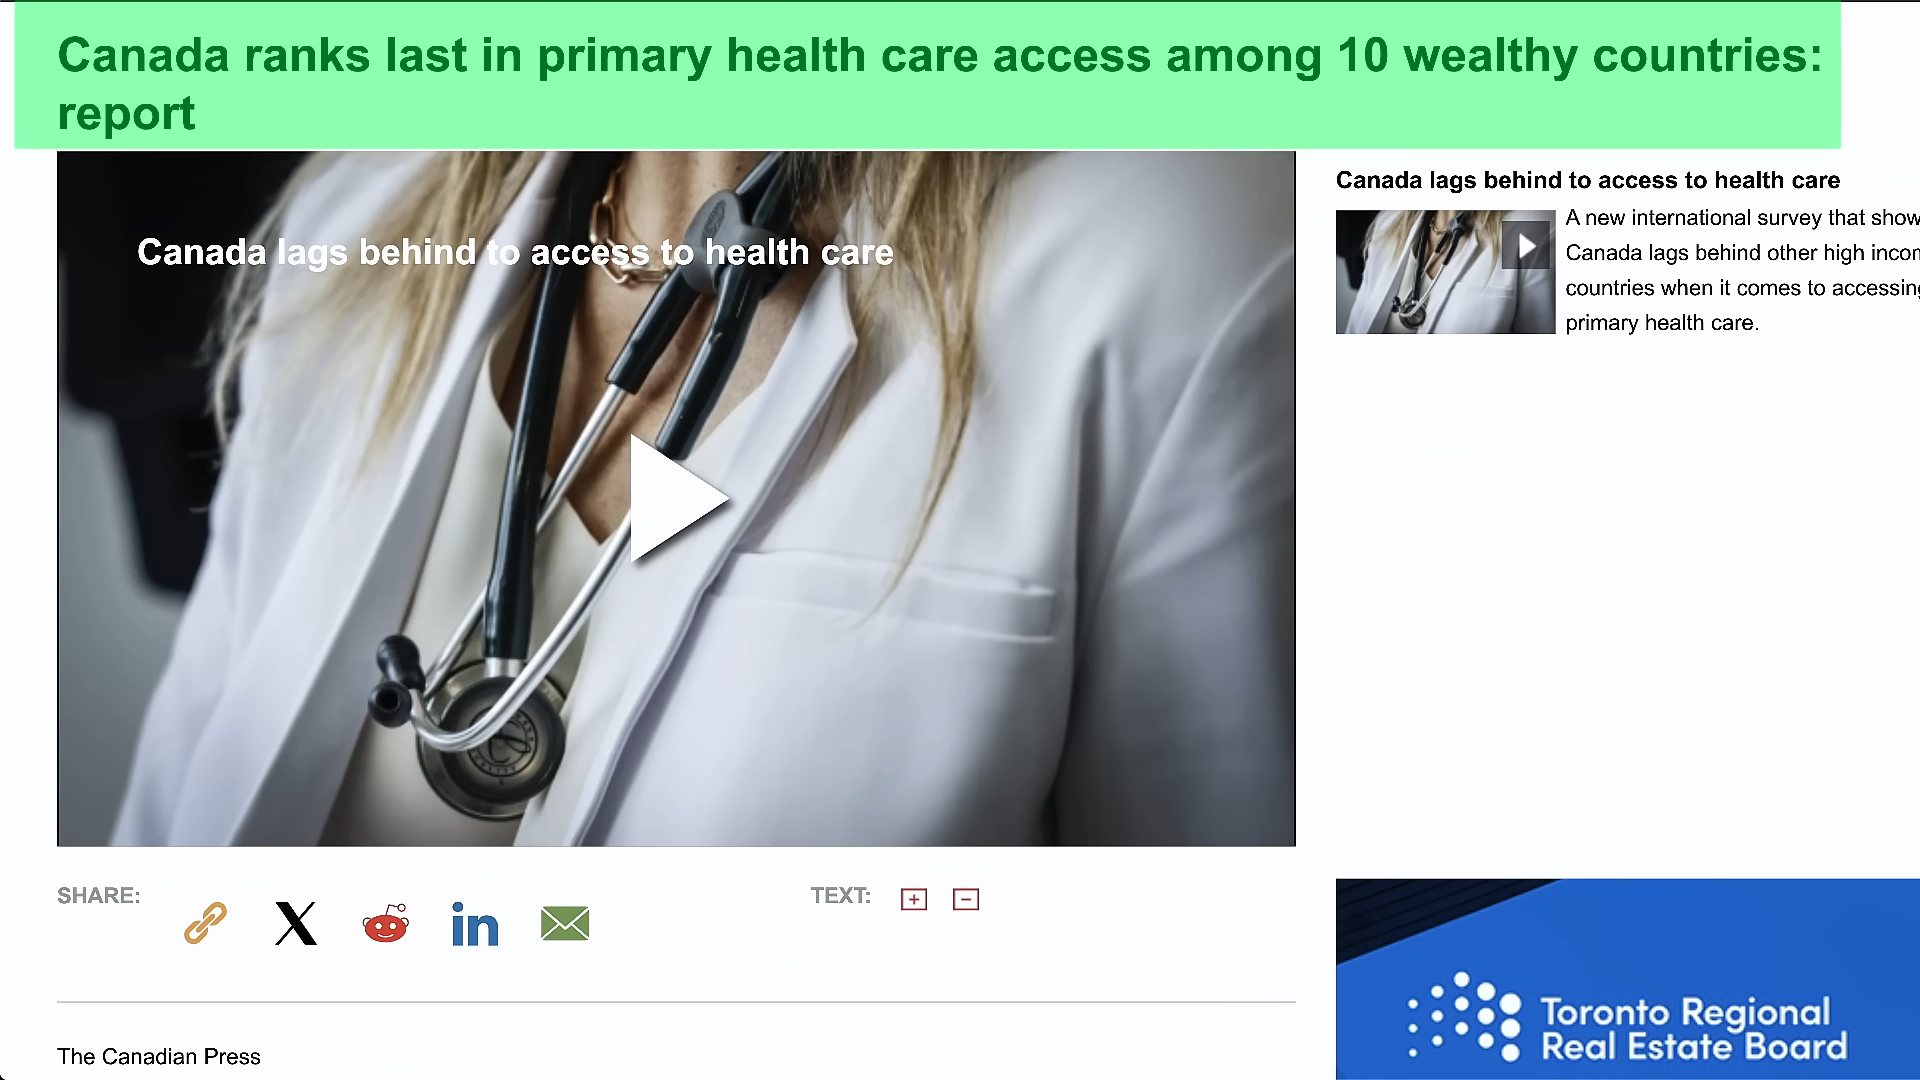 Canada ranks last in primary health care access among 10 wealthy countries:
report
Canada lags behind to access to health care
Canada lags behind to access to health care
A new international survey that show
Canada lags behind other high incom
countries when it comes to accessing
primary health care.
SHARE:
TEXT:
The Canadian Press
Toronto Regional
Real Estate Board